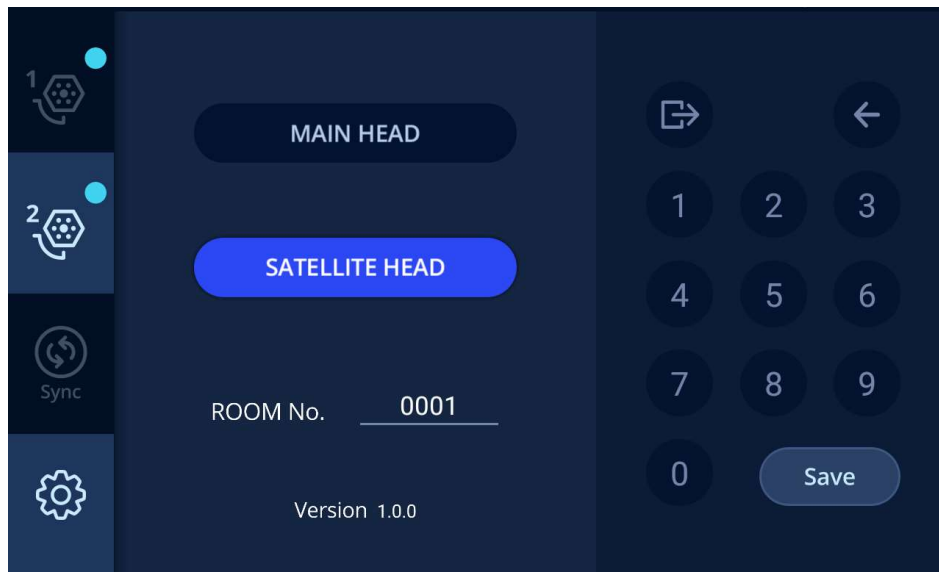 1
2
Sync
MAIN HEAD
SATELLITE HEAD
ROOM No. 0001
Version 1.0.0
1 2 3
4 5 6
7 8 9
0 Save